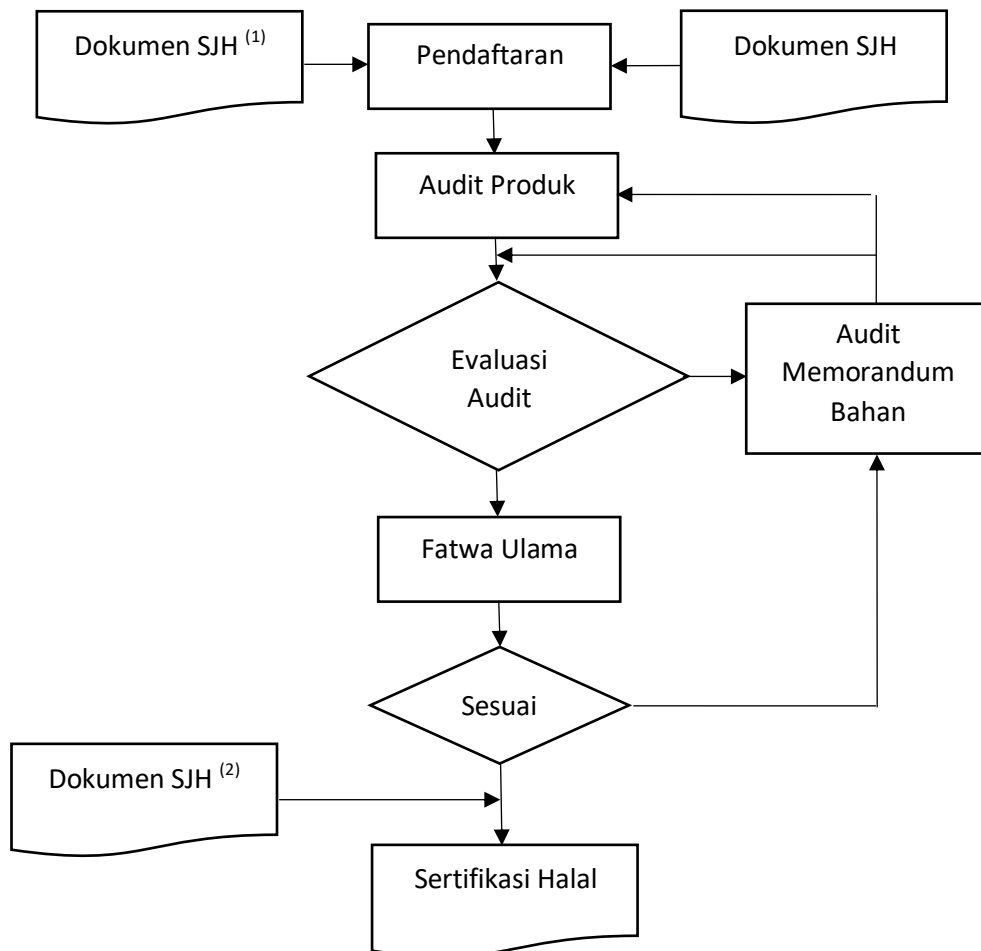 Dokumen SJH (1)
Pendaftaran
Dokumen SJH
Audit Produk
Evaluasi
Audit
Audit
Memorandum
Bahan
Fatwa Ulama
Sesuai
Dokumen SJH (2)
Sertifikasi Halal